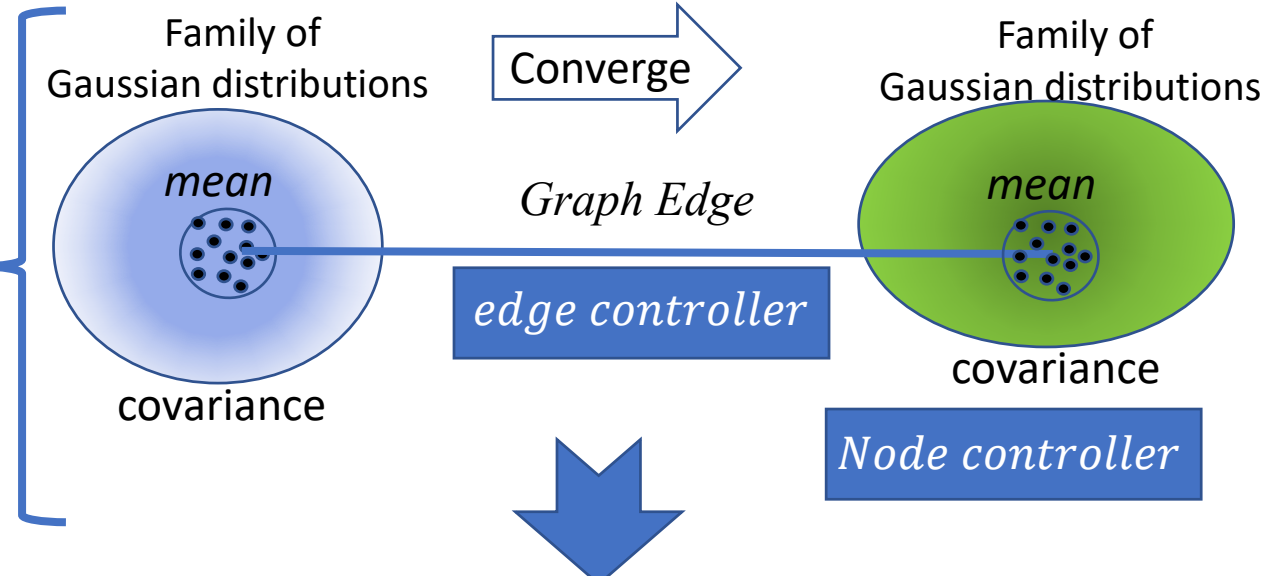 Family of
Gaussian distributions
Converge
Family of
Gaussian distributions
mean
Graph Edge
mean
edge controller
covariance
covariance
Node controller